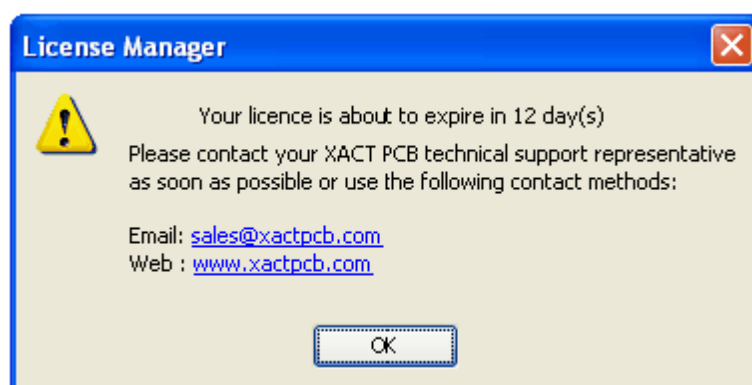 License Manager
Your licence is about to expire in 12 day(s)
Please contact your XACT PCB technical support representative
as soon as possible or use the following contact methods:
Email: sales@xactpcb.com
Web : www.xactpcb.com
OK